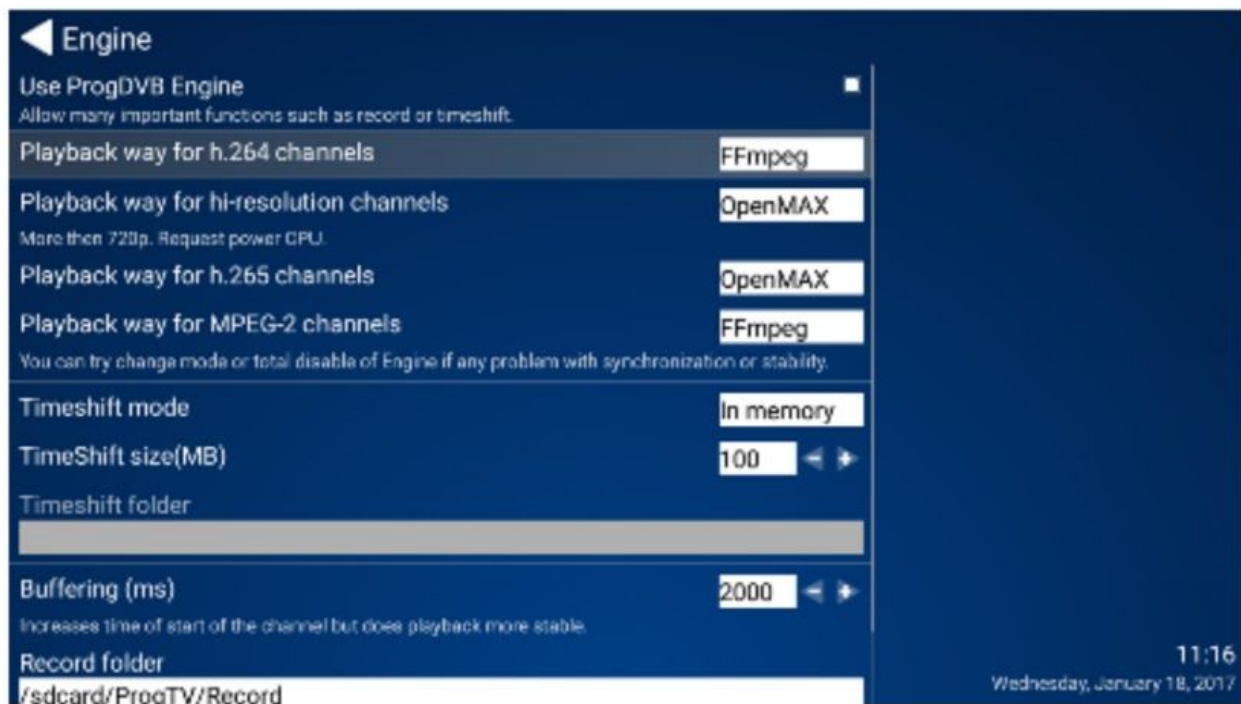 Engine
Use ProgDVB Engine
Allow many important functions such as record or timeshift.
Playback way for h.264 channels FFmpeg
Playback way for hi-resolution channels OpenMAX
More then 720p. Request power CPU.
Playback way for h.265 channels OpenMAX
Playback way for MPEG-2 channels FFmpeg
You can try change mode or total disable of Engine if any problem with synchronization or stability.
Timeshift mode In memory
TimeShift size(MB) 100
Timeshift folder
Buffering (ms) 2000
Increases time of start of the channel but does playback more stable.
Record folder
/sdcard/ProgTV/Record
11:16
Wednesday, January 18, 2017